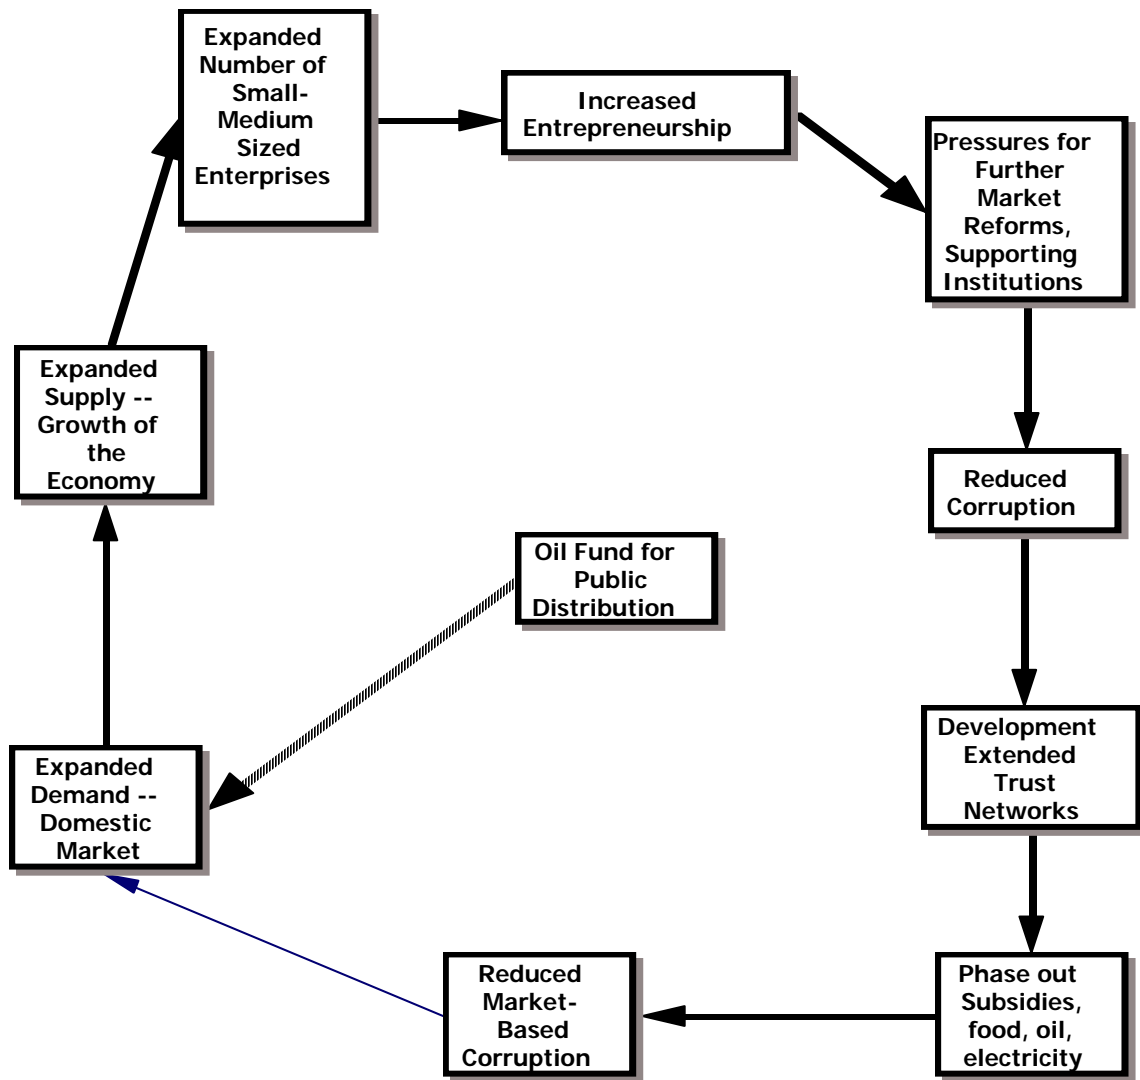 Expanded
Number of
Small-
Medium
Sized
Enterprises
Increased
Entrepreneurship
Pressures for
Further
Market
Reforms,
Supporting
Institutions
Expanded
Supply --
Growth of
the
Economy
Reduced
Corruption
Oil Fund for
Public
Distribution
Development
Extended
Trust
Networks
Expanded
Demand --
Domestic
Market
Reduced
Market-
Based
Corruption
Phase out
Subsidies,
food, oil,
electricity